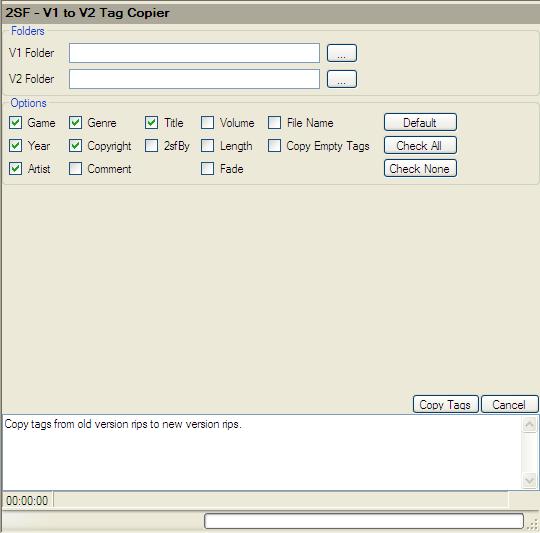 2SF - V1 to V2 Tag Copier
Folders
V1 Folder ...
V2 Folder ...
Options
Game Genre Title Volume File Name Default
Year Copyright 2sfBy Length Copy Empty Tags Check All
Artist Comment Fade Check None
Copy Tags Cancel
Copy tags from old version rips to new version rips.
00:00:00